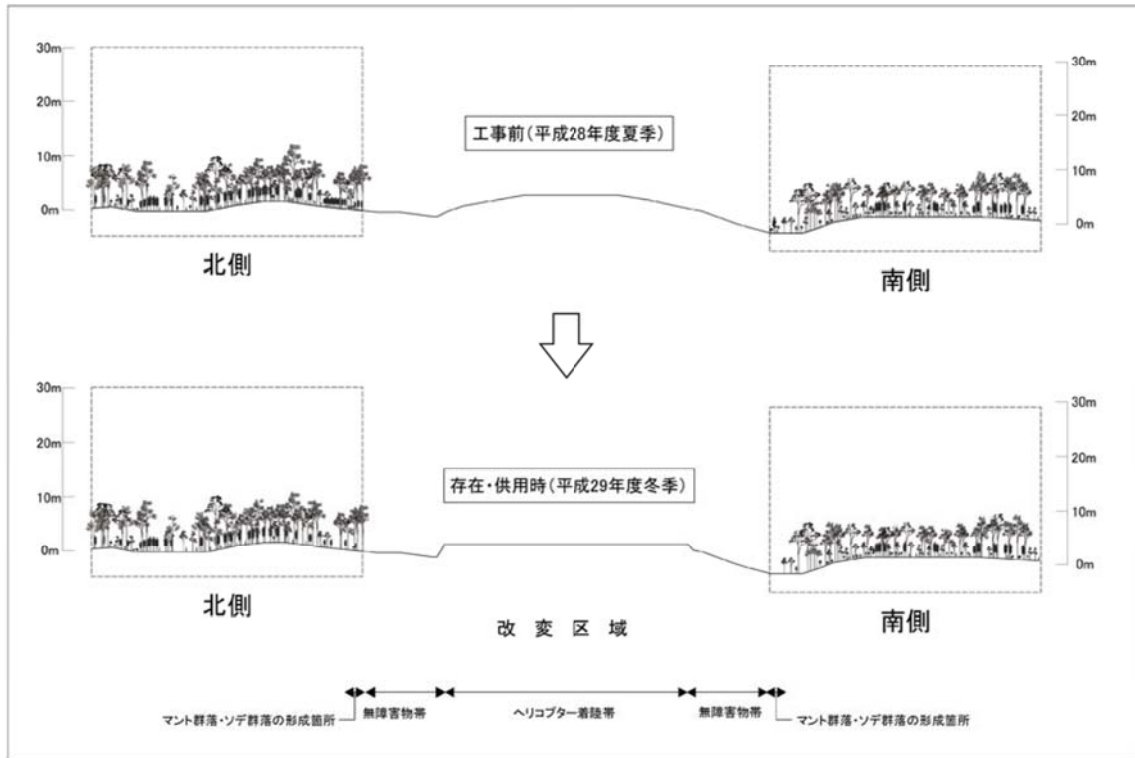 30m
20m
10m
0m
工事前(平成28年度夏季)
30m
20m
10m
0m
北側
南側
30m
20m
10m
0m
存在・供用時(平成29年度冬季)
30m
20m
10m
0m
北側
南側
改変区域
マント群落・ソデ群落の形成箇所
無障害物帯
ヘリコプター着陸帯
無障害物帯
マント群落・ソデ群落の形成箇所